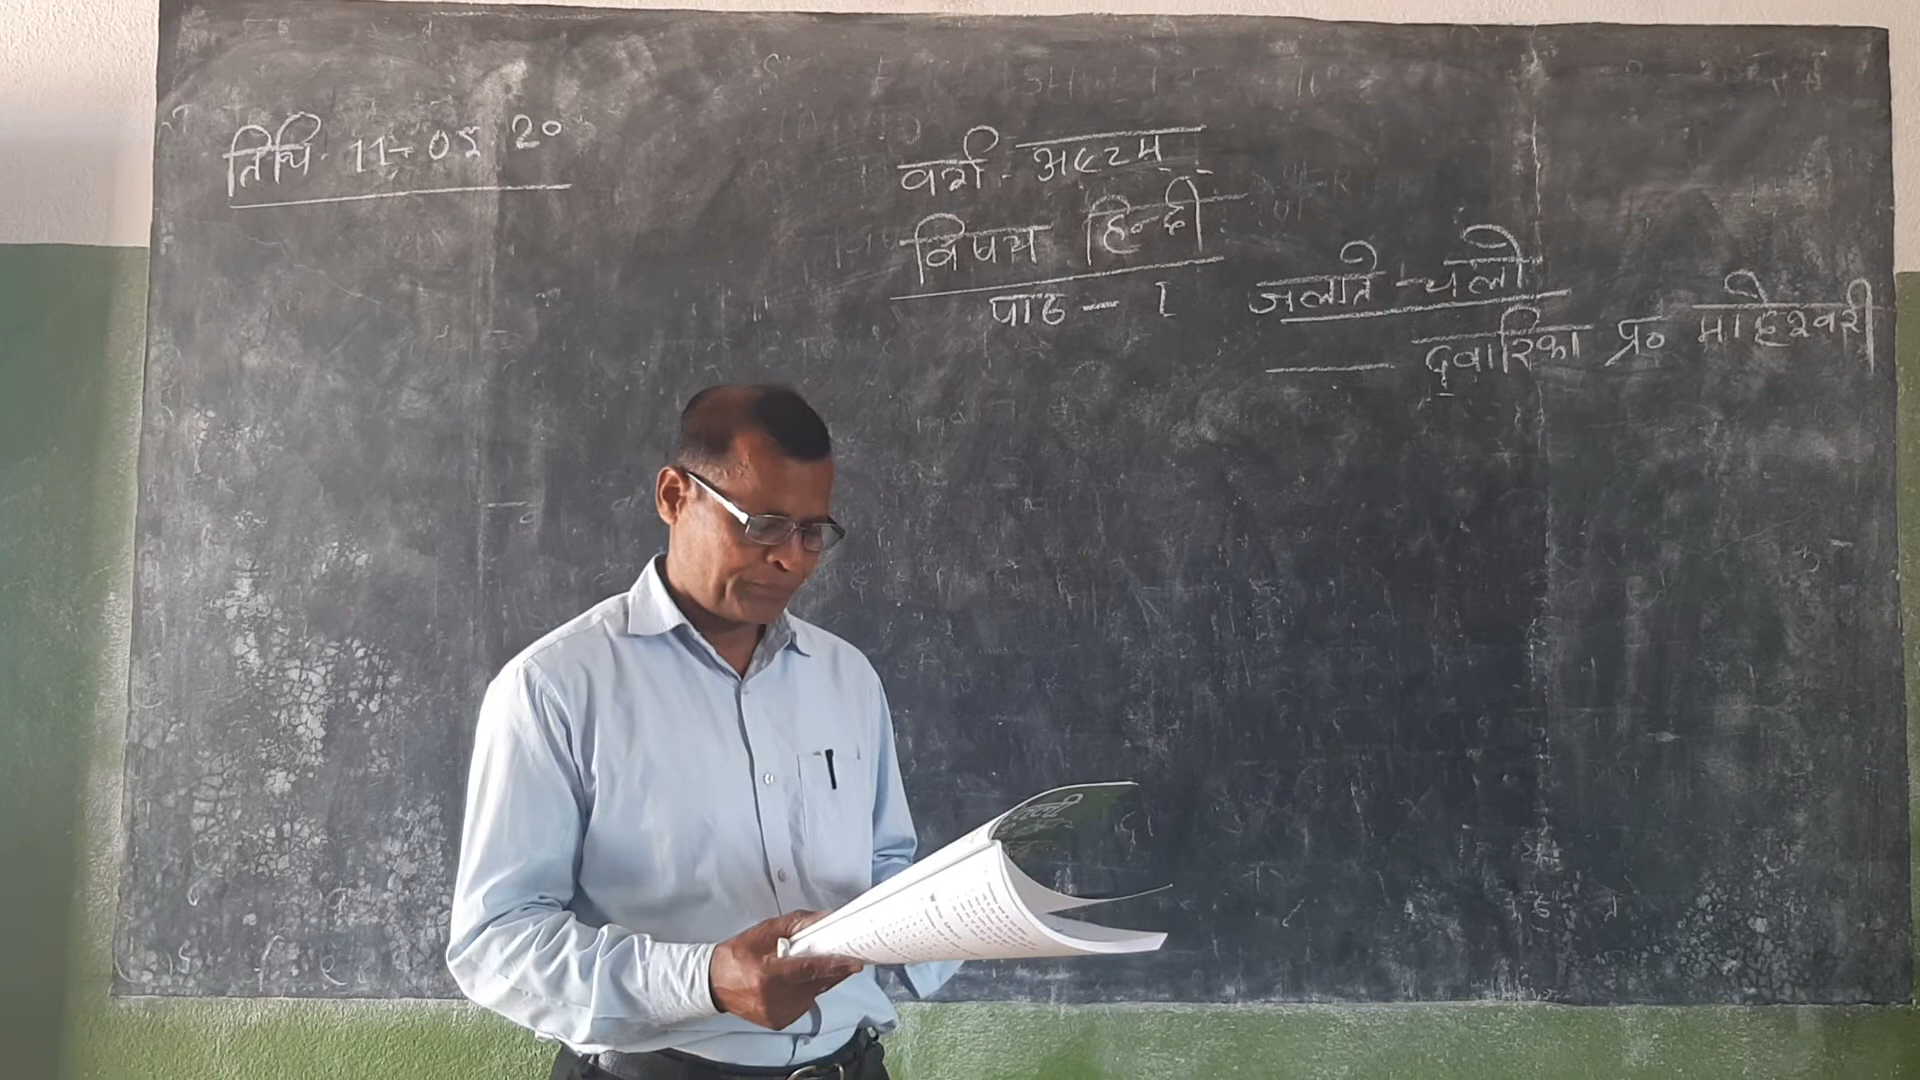 तिथि. 11-05 20
वर्ग - अष्टम
विषय हिन्दी
पाठ - 1 जलाते चलो
—— द्वारिका प्र० माहेश्वरी